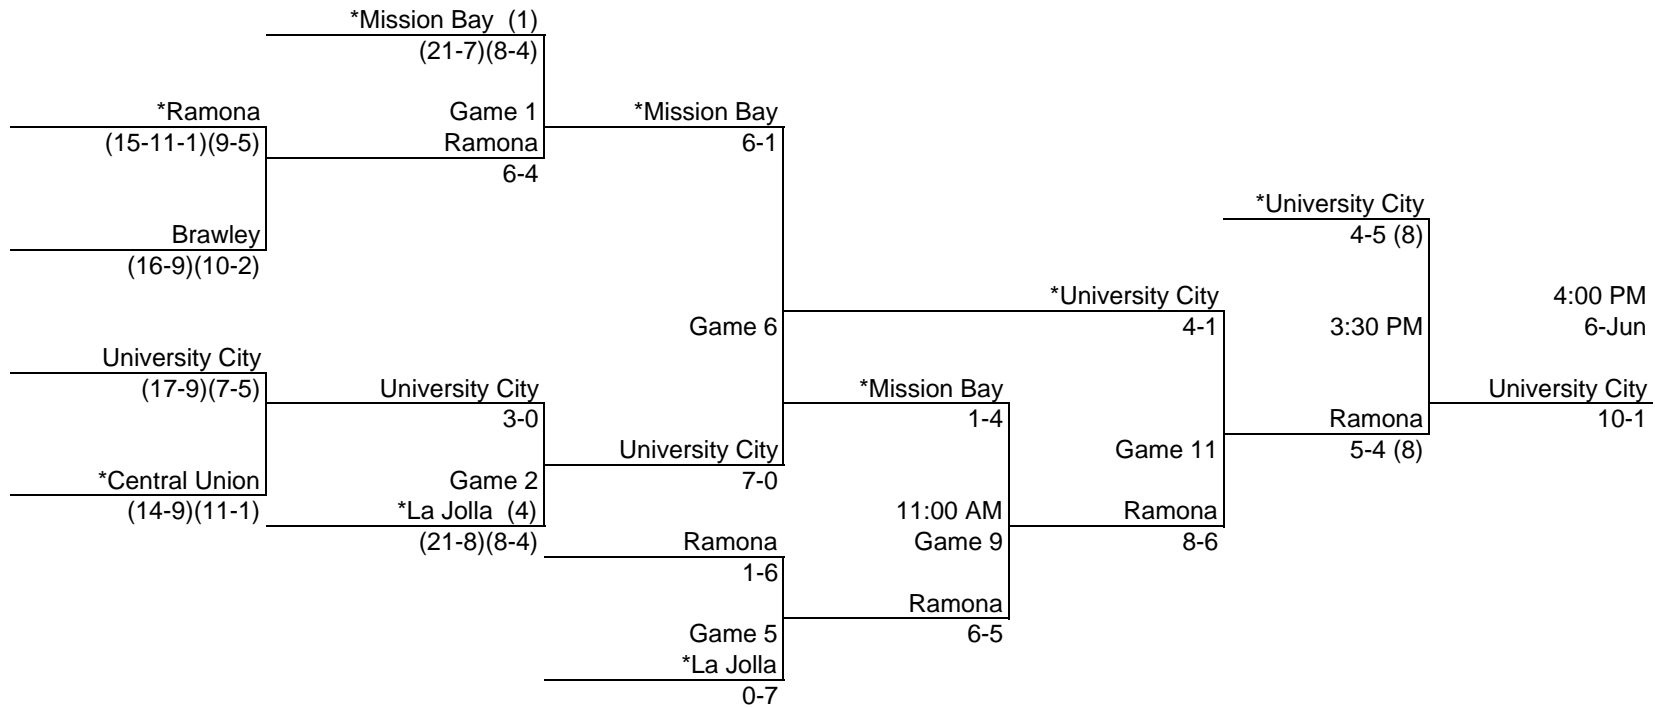 *Mission Bay  (1)
(21-7)(8-4)
*Ramona
Game 1
*Mission Bay
(15-11-1)(9-5)
Ramona
6-1
6-4
*University City
Brawley
4-5 (8)
(16-9)(10-2)
*University City
4:00 PM
Game 6
4-1
3:30 PM
6-Jun
University City
(17-9)(7-5)
University City
*Mission Bay
University City
3-0
1-4
Ramona
10-1
University City
Game 11
5-4 (8)
*Central Union
Game 2
7-0
(14-9)(11-1)
*La Jolla  (4)
11:00 AM
Ramona
(21-8)(8-4)
Ramona
Game 9
8-6
1-6
Ramona
Game 5
6-5
*La Jolla
0-7